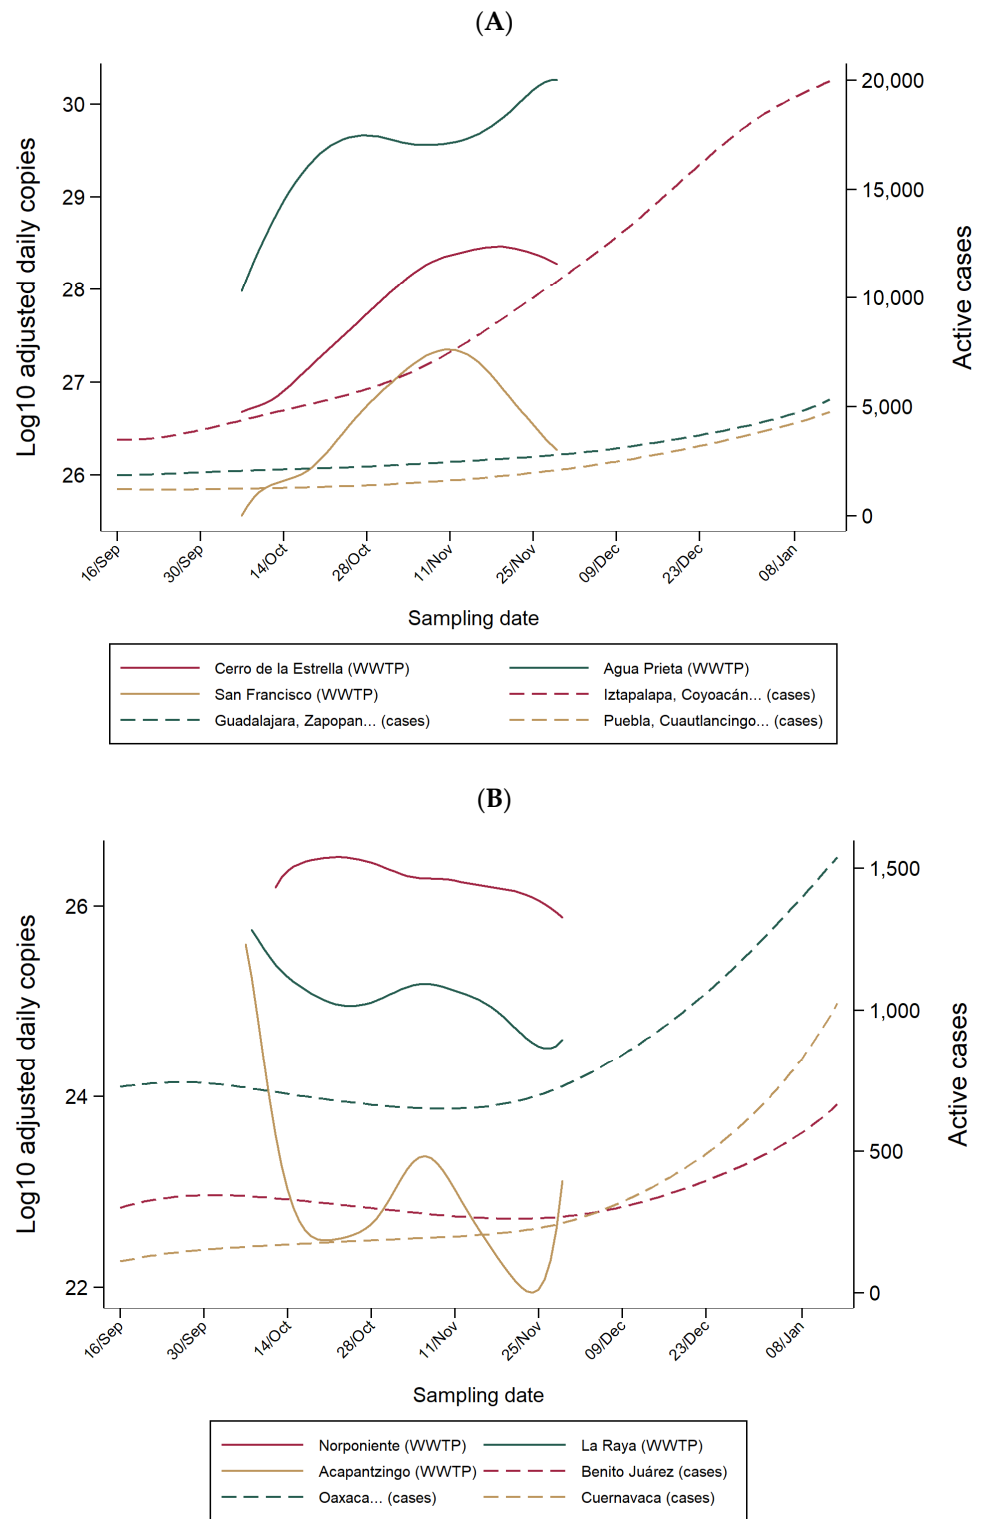 (A)
Log10 adjusted daily copies
30
29
28
27
26
20,000
15,000
10,000
5,000
0
Active cases
16/Sep
30/Sep
14/Oct
28/Oct
11/Nov
25/Nov
09/Dec
23/Dec
08/Jan
Sampling date
Cerro de la Estrella (WWTP) Agua Prieta (WWTP)
San Francisco (WWTP) Iztapalapa, Coyoacán... (cases)
Guadalajara, Zapopan... (cases) Puebla, Cuautlancingo... (cases)
(B)
Log10 adjusted daily copies
26
24
22
1,500
1,000
500
0
Active cases
16/Sep
30/Sep
14/Oct
28/Oct
11/Nov
25/Nov
09/Dec
23/Dec
08/Jan
Sampling date
Norponiente (WWTP) La Raya (WWTP)
Acapantzingo (WWTP) Benito Juárez (cases)
Oaxaca... (cases) Cuernavaca (cases)